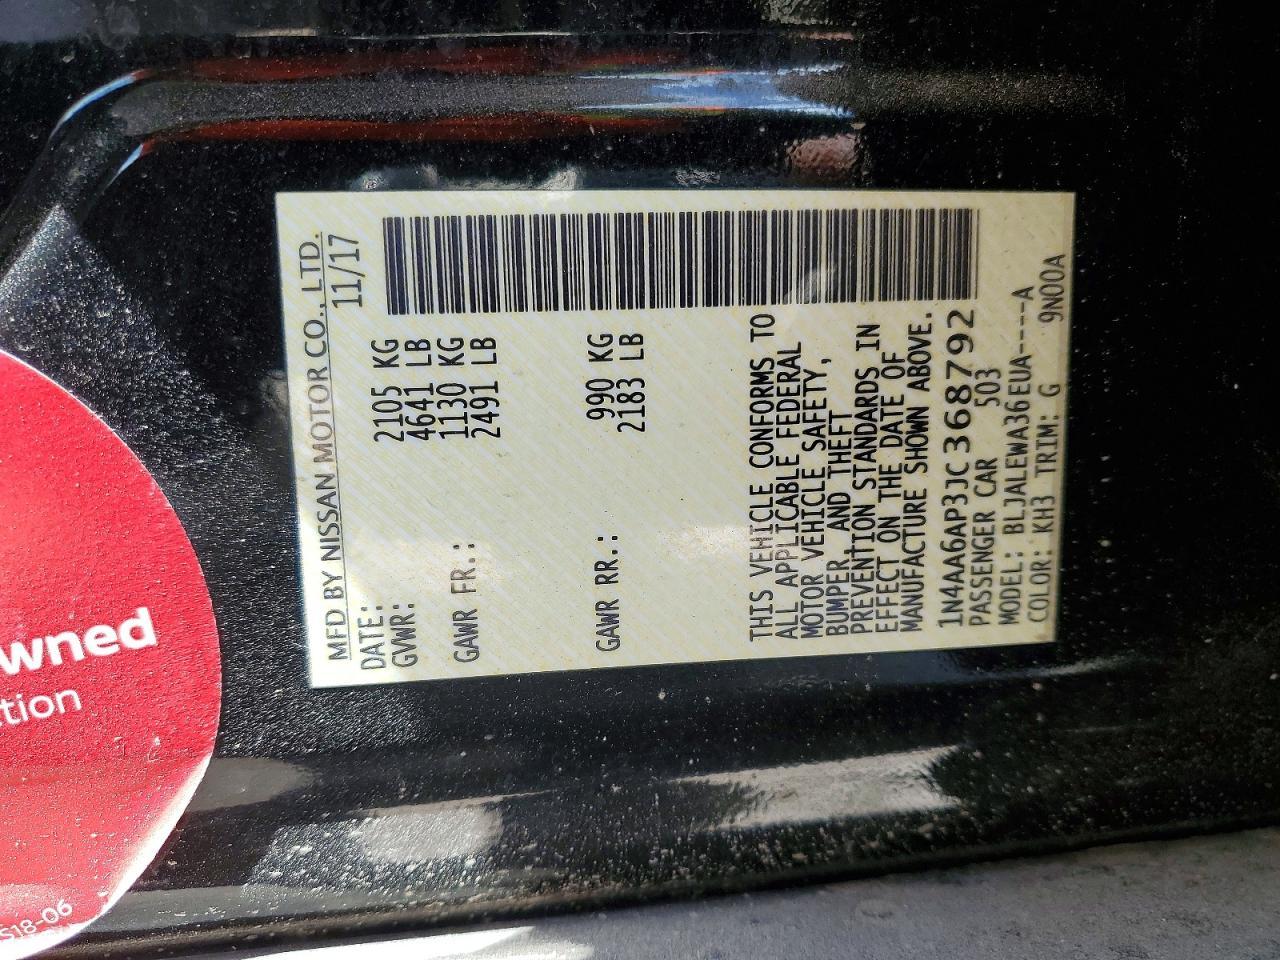 MFD BY NISSAN MOTOR CO., LTD.
DATE: 11/17
GVWR: 2105 KG
4641 LB
GAWR FR.: 1130 KG
2491 LB
GAWR RR.: 990 KG
2183 LB
THIS VEHICLE CONFORMS TO
ALL APPLICABLE FEDERAL
MOTOR VEHICLE SAFETY,
BUMPER, AND THEFT
PREVENTION STANDARDS IN
EFFECT ON THE DATE OF
MANUFACTURE SHOWN ABOVE.
1N4AA6AP3JC368792
PASSENGER CAR 503
MODEL: BLJALEWA36EUA----A
COLOR: KH3 TRIM: G 9N00A
wned
tion
S18-06